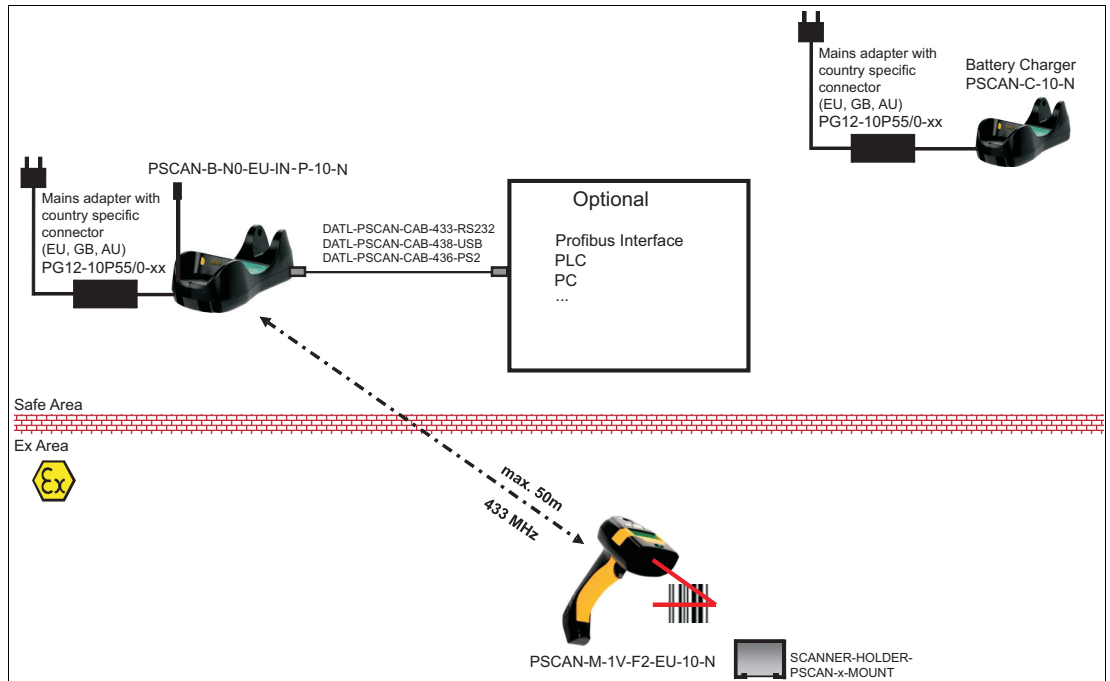 Mains adapter with
country specific
connector
(EU, GB, AU)
PG12-10P55/0-xx
Battery Charger
PSCAN-C-10-N
PSCAN-B-N0-EU-IN-P-10-N
Mains adapter with
country specific
connector
(EU, GB, AU)
PG12-10P55/0-xx
DATL-PSCAN-CAB-433-RS232
DATL-PSCAN-CAB-438-USB
DATL-PSCAN-CAB-436-PS2
Optional
Profibus Interface
PLC
PC
...
Safe Area
Ex Area
Ex
max. 50m
433 MHz
PSCAN-M-1V-F2-EU-10-N
SCANNER-HOLDER-
PSCAN-x-MOUNT